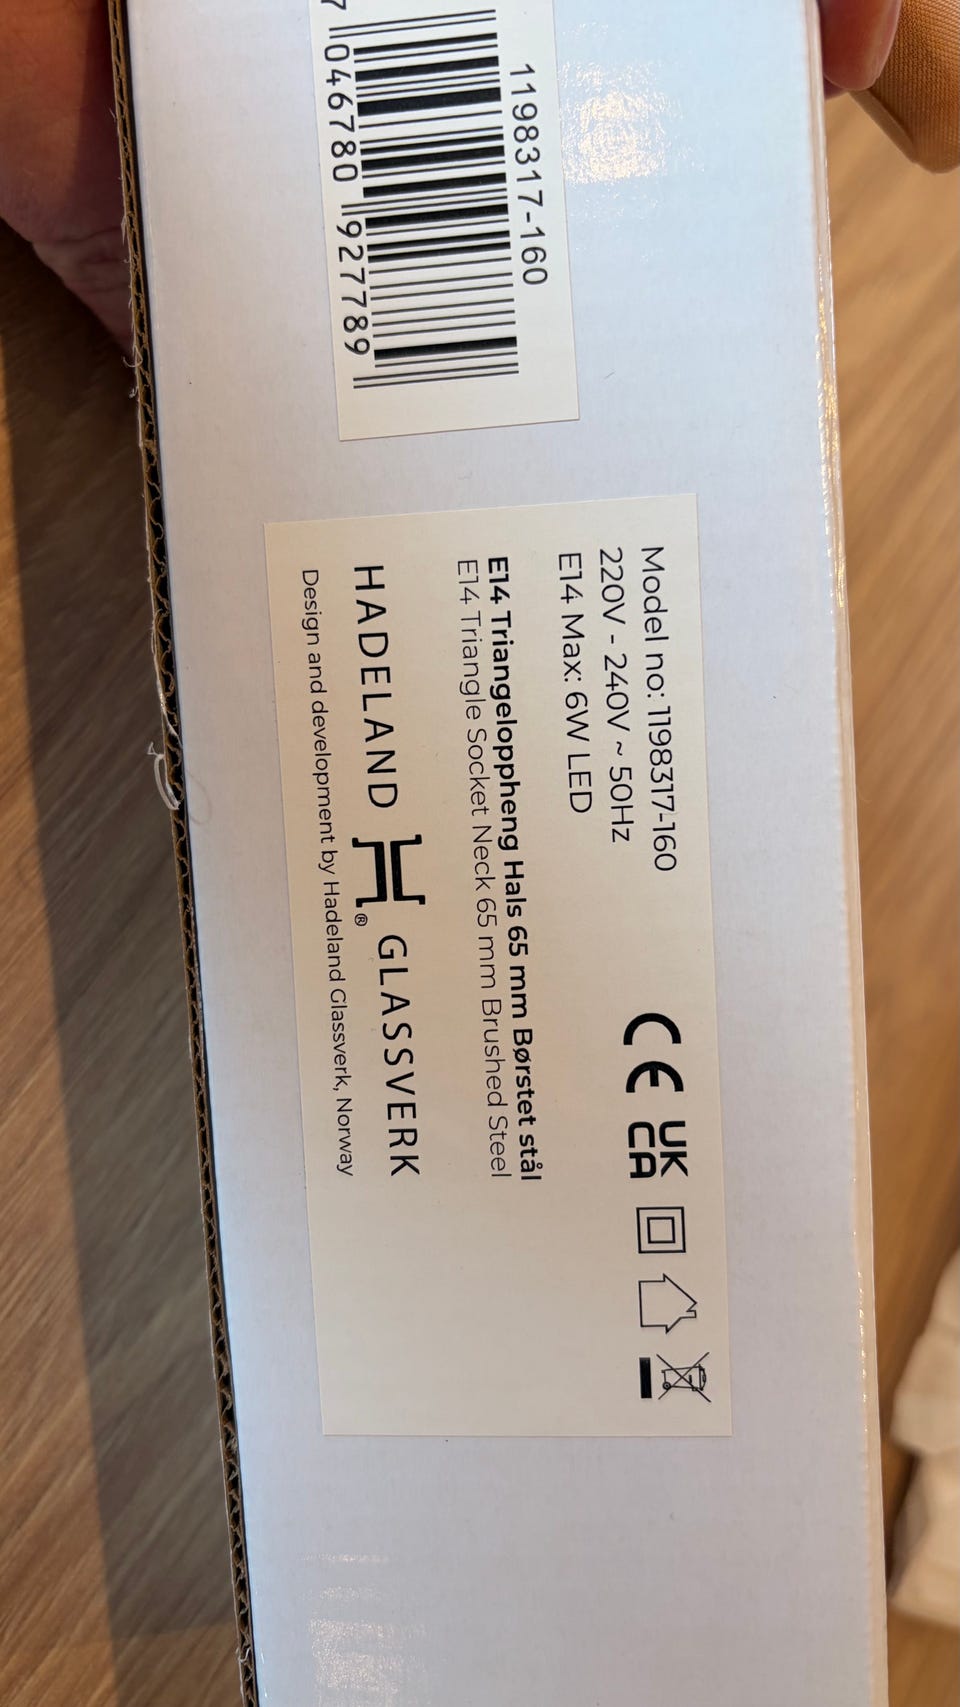 1198317-160
7 046780 927789
Model no: 1198317-160
220V - 240V ~ 50Hz
E14 Max: 6W LED
CE UK CA
E14 Triangeloppheng Hals 65 mm Børstet stål
E14 Triangle Socket Neck 65 mm Brushed Steel
HADELAND H® GLASSVERK
Design and development by Hadeland Glassverk, Norway